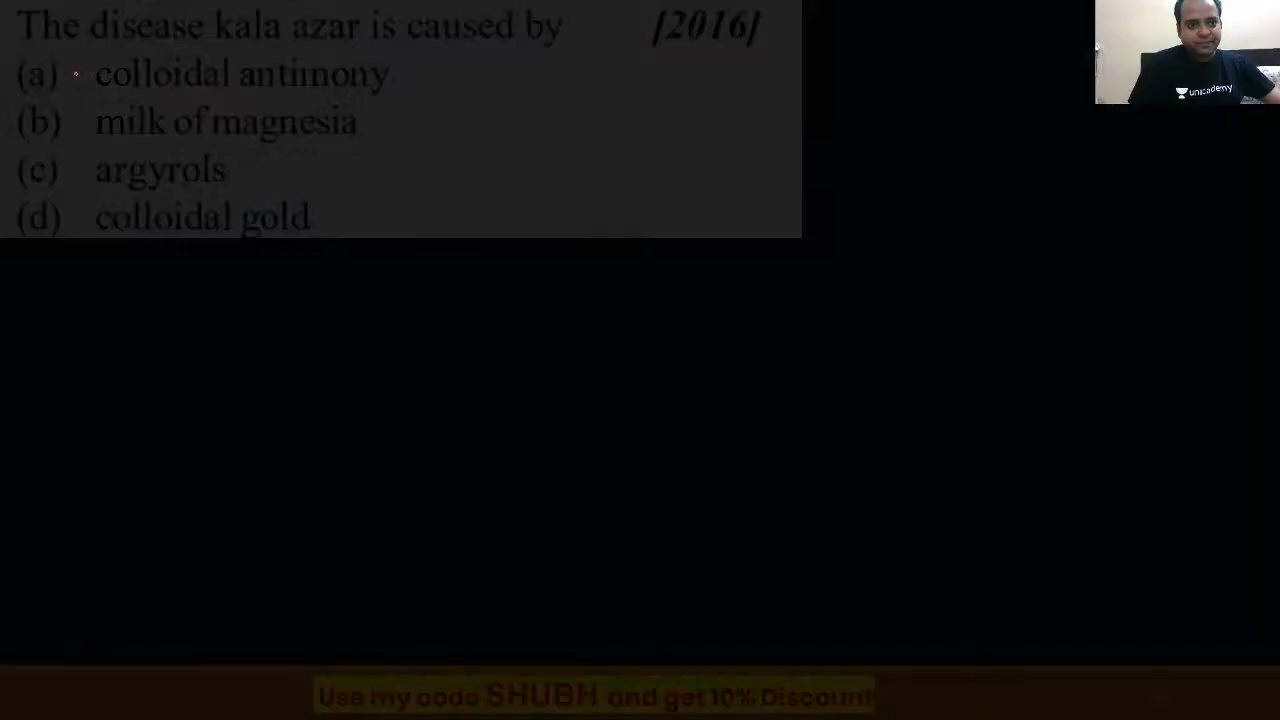 The disease kala azar is caused by [2016]
(a) colloidal antimony
(b) milk of magnesia
(c) argyrols
(d) colloidal gold
unacademy
Use my code SHUBH and get 10% Discount